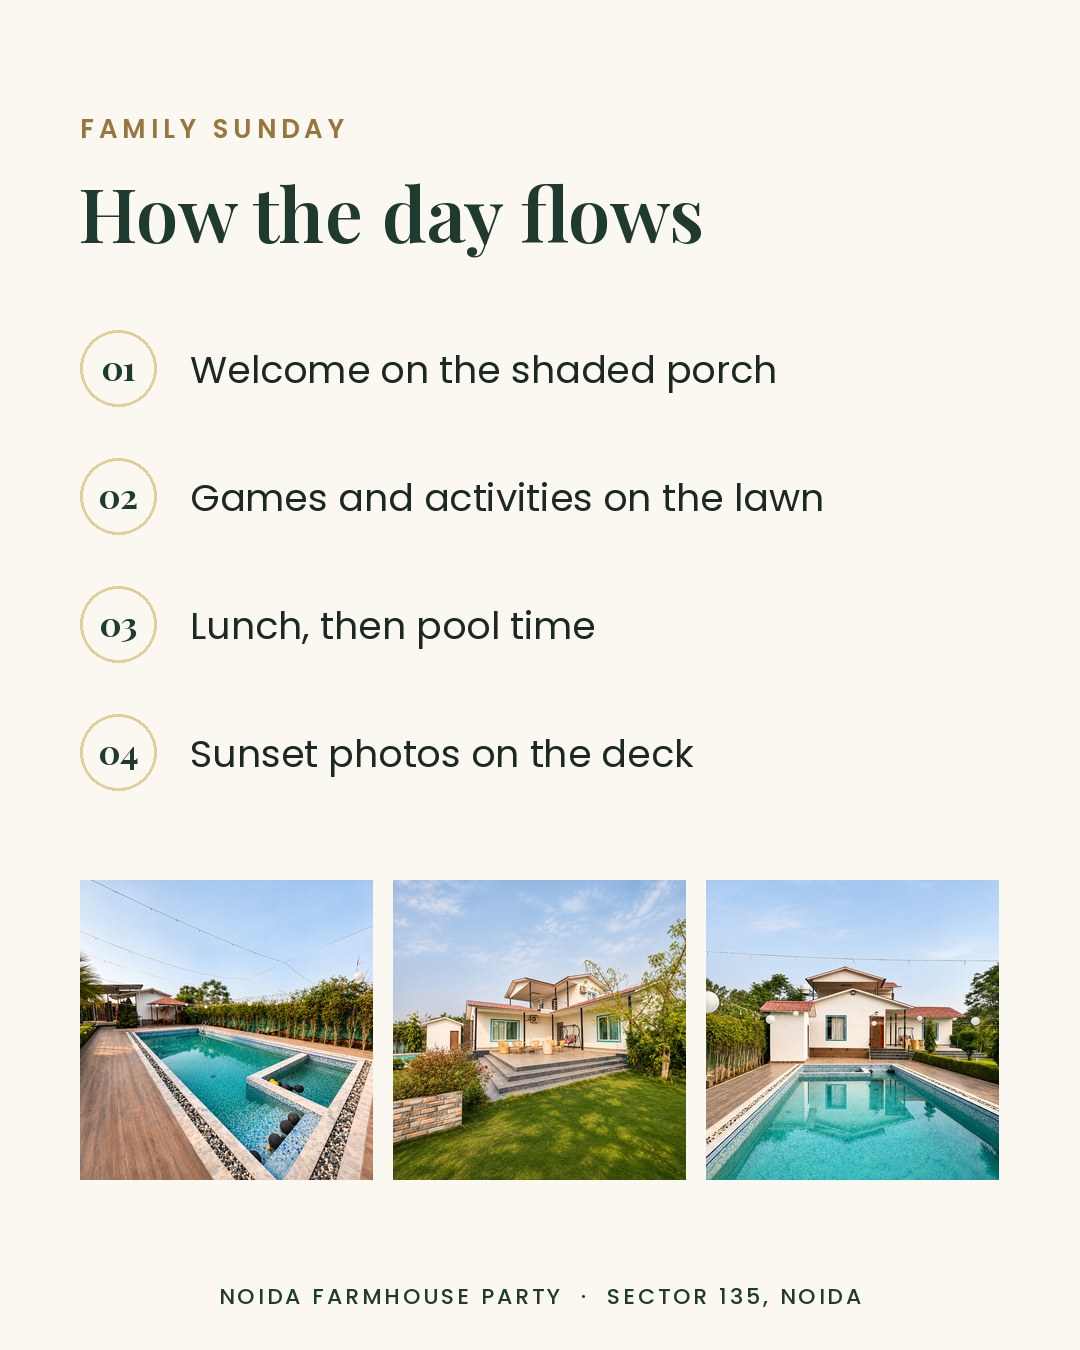 FAMILY SUNDAY
How the day flows
01 Welcome on the shaded porch
02 Games and activities on the lawn
03 Lunch, then pool time
04 Sunset photos on the deck
NOIDA FARMHOUSE PARTY · SECTOR 135, NOIDA